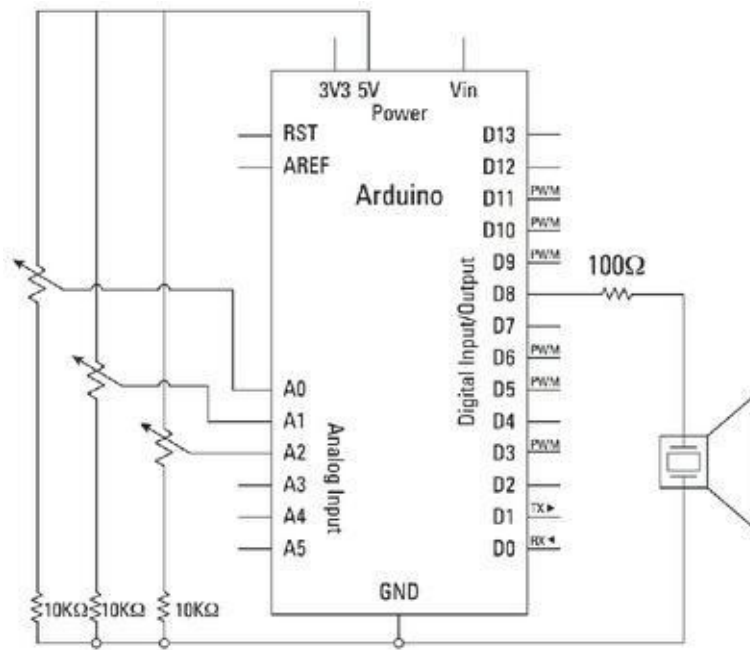 3V3 5V Vin
Power
RST
AREF
Arduino
A0
A1
A2
A3
A4
A5
Analog Input
D13
D12
D11 PWM
D10 PWM
D9 PWM
D8
D7
D6 PWM
D5 PWM
D4
D3 PWM
D2
D1 TX ▶
D0 RX ◀
Digital Input/Output
100Ω
GND
10KΩ 10KΩ 10KΩ